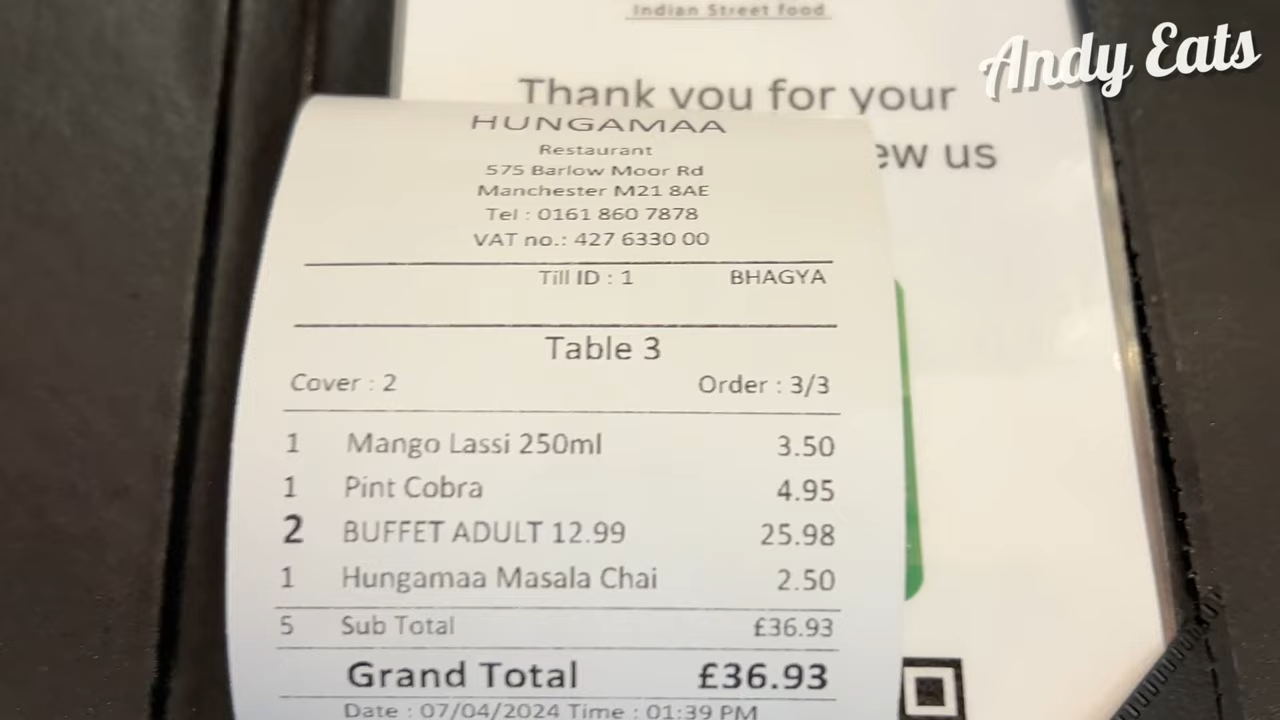 Indian Street food
Andy Eats
Thank you for your
ew us
HUNGAMAA
Restaurant
575 Barlow Moor Rd
Manchester M21 8AE
Tel : 0161 860 7878
VAT no.: 427 6330 00
Till ID : 1 BHAGYA
Table 3
Cover : 2 Order : 3/3
1 Mango Lassi 250ml 3.50
1 Pint Cobra 4.95
2 BUFFET ADULT 12.99 25.98
1 Hungamaa Masala Chai 2.50
5 Sub Total £36.93
Grand Total £36.93
Date : 07/04/2024 Time : 01:39 PM